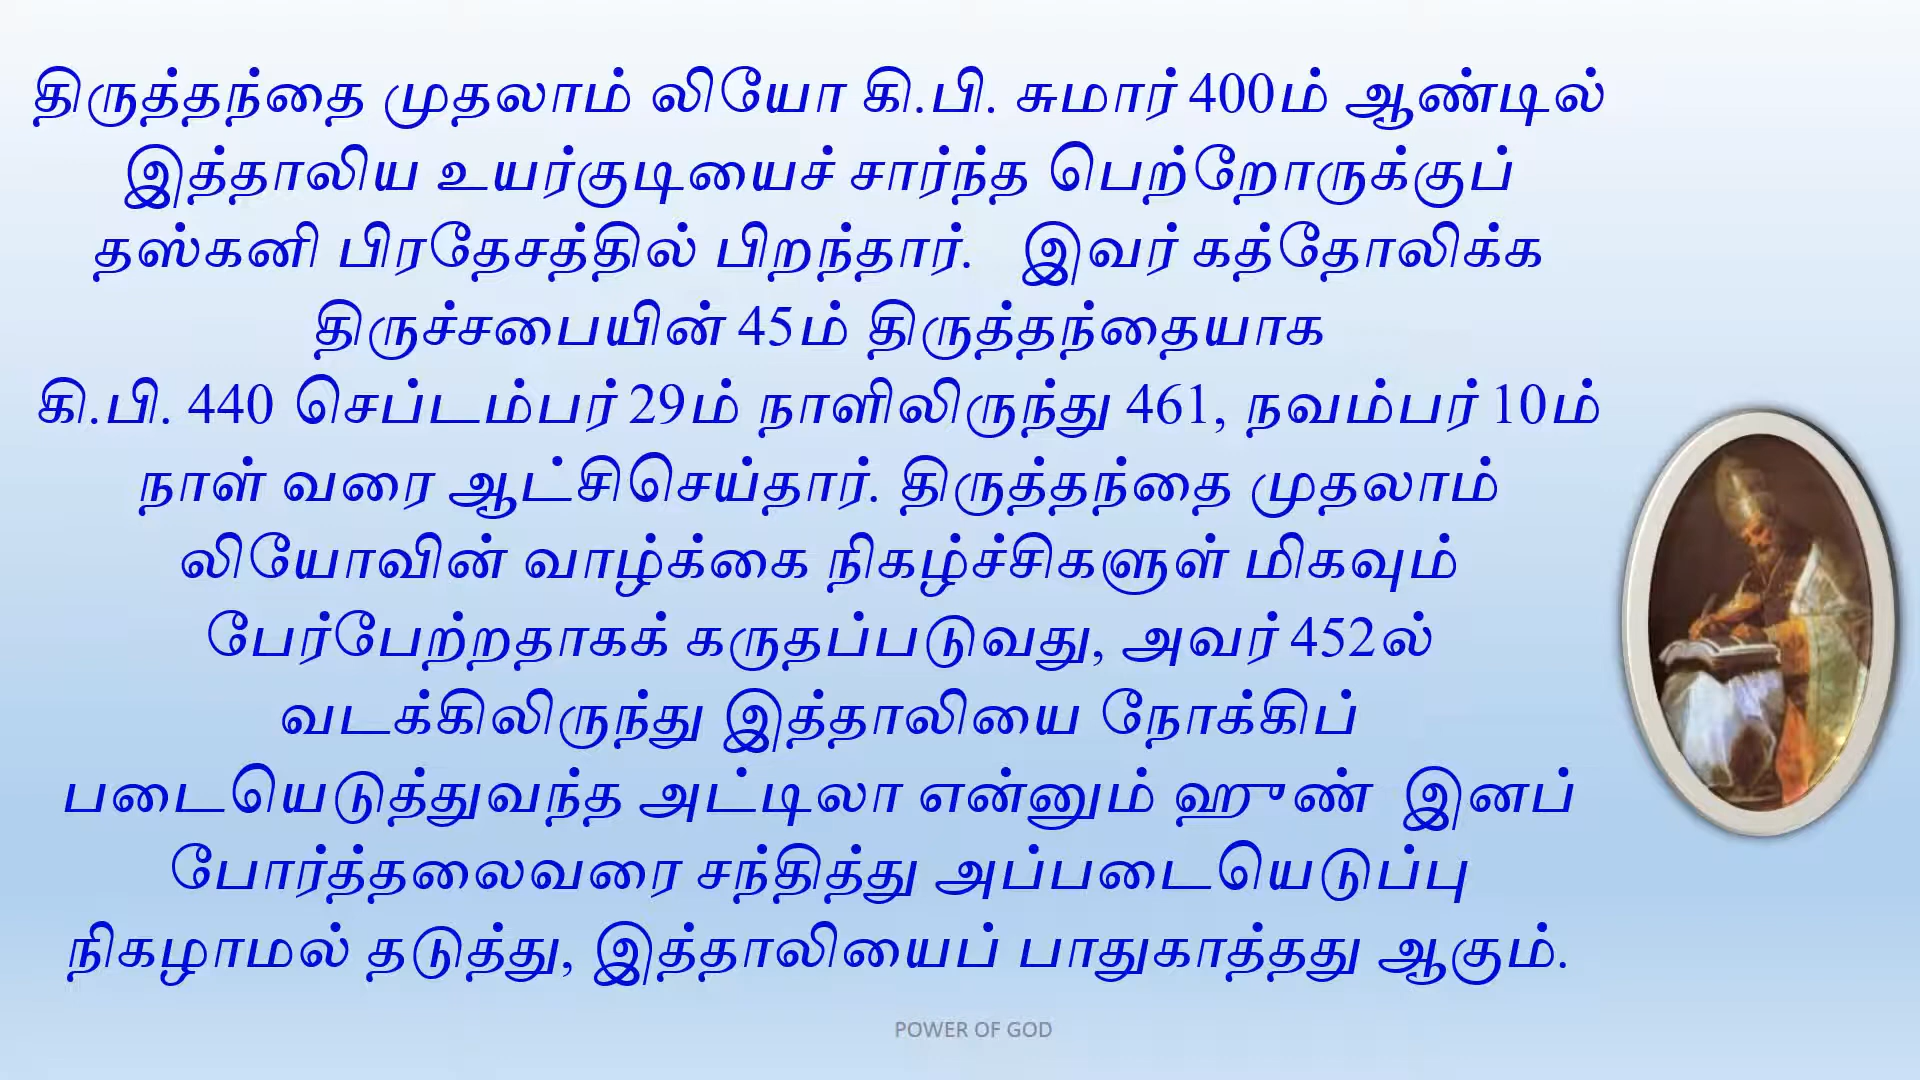 திருத்தந்தை முதலாம் லியோ கி.பி. சுமார் 400ம் ஆண்டில்
இத்தாலிய உயர்குடியைச் சார்ந்த பெற்றோருக்குப்
தஸ்கனி பிரதேசத்தில் பிறந்தார். இவர் கத்தோலிக்க
திருச்சபையின் 45ம் திருத்தந்தையாக
கி.பி. 440 செப்டம்பர் 29ம் நாளிலிருந்து 461, நவம்பர் 10ம்
நாள் வரை ஆட்சிசெய்தார். திருத்தந்தை முதலாம்
லியோவின் வாழ்க்கை நிகழ்ச்சிகளுள் மிகவும்
பேர்பேற்றதாகக் கருதப்படுவது, அவர் 452ல்
வடக்கிலிருந்து இத்தாலியை நோக்கிப்
படையெடுத்துவந்த அட்டிலா என்னும் ஹுண் இனப்
போர்த்தலைவரை சந்தித்து அப்படையெடுப்பு
நிகழாமல் தடுத்து, இத்தாலியைப் பாதுகாத்தது ஆகும்.
POWER OF GOD